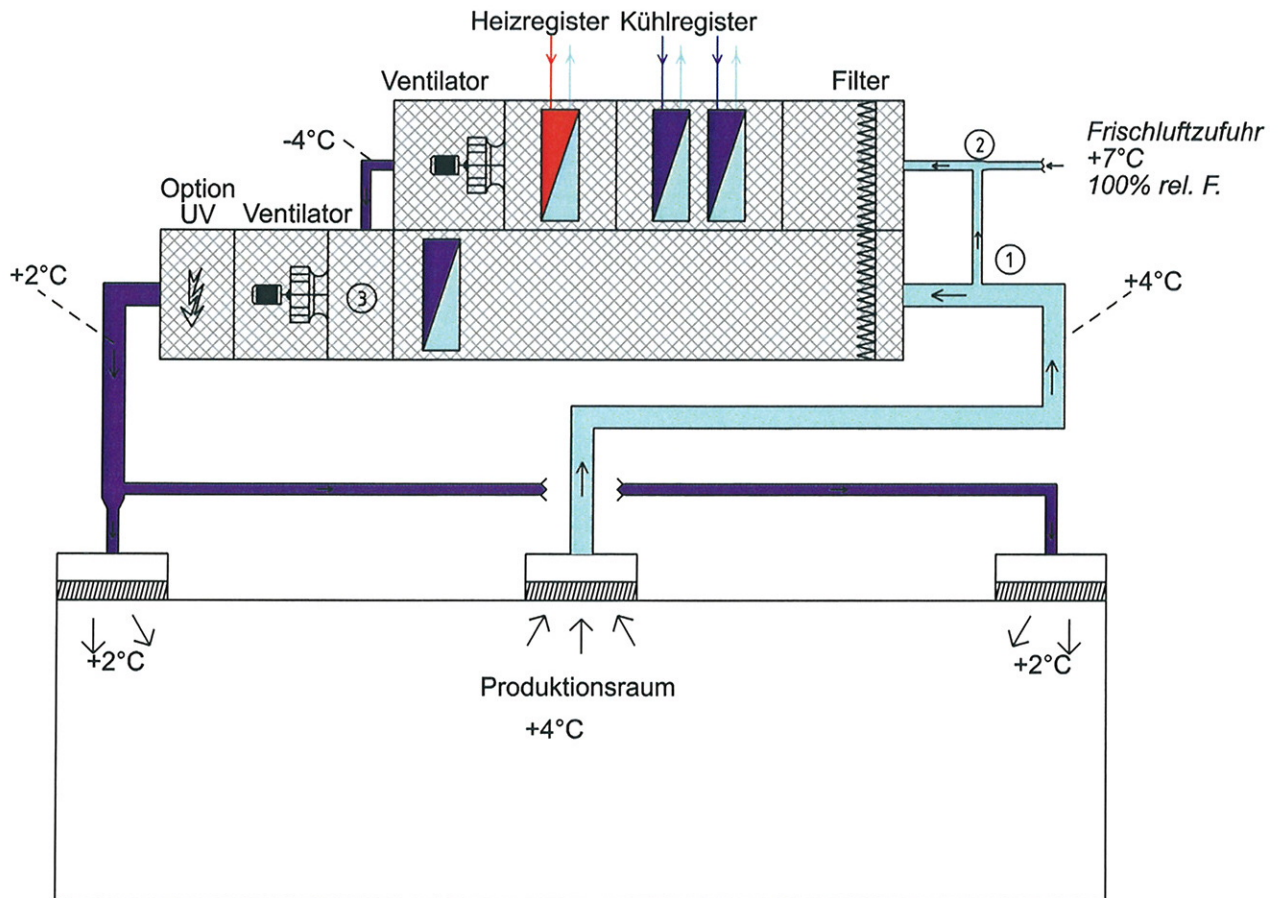 Heizregister Kühlregister
Ventilator
Filter
-4°C
②
Frischluftzufuhr
+7°C
100% rel. F.
Option
UV
Ventilator
+2°C
③
①
+4°C
+2°C
+2°C
Produktionsraum
+4°C